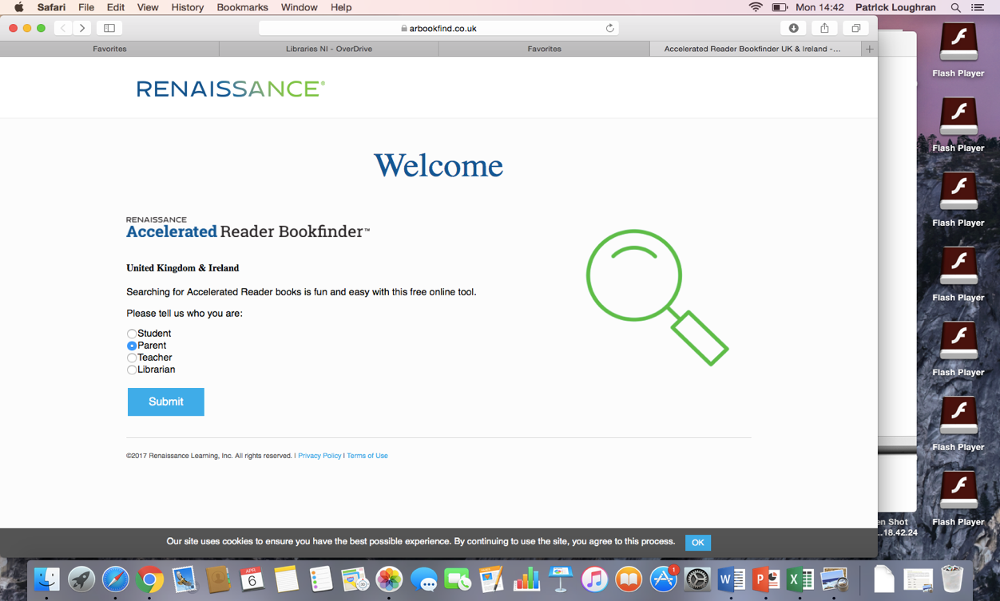 Safari File Edit View History Bookmarks Window Help Mon 14:42 Patrick Loughran
arbookfind.co.uk
Favorites Libraries NI - OverDrive Favorites Accelerated Reader Bookfinder UK & Ireland -...
RENAISSANCE®
Welcome
RENAISSANCE
Accelerated Reader Bookfinder™
United Kingdom & Ireland
Searching for Accelerated Reader books is fun and easy with this free online tool.
Please tell us who you are:
Student
Parent
Teacher
Librarian
Submit
©2017 Renaissance Learning, Inc. All rights reserved. I Privacy Policy I Terms of Use
Our site uses cookies to ensure you have the best possible experience. By continuing to use the site, you agree to this process. OK
Flash Player
Flash Player
Flash Player
Flash Player
Flash Player
Flash Player
Flash Player
en Shot
...18.42.24
APR
6
1
W
P
X